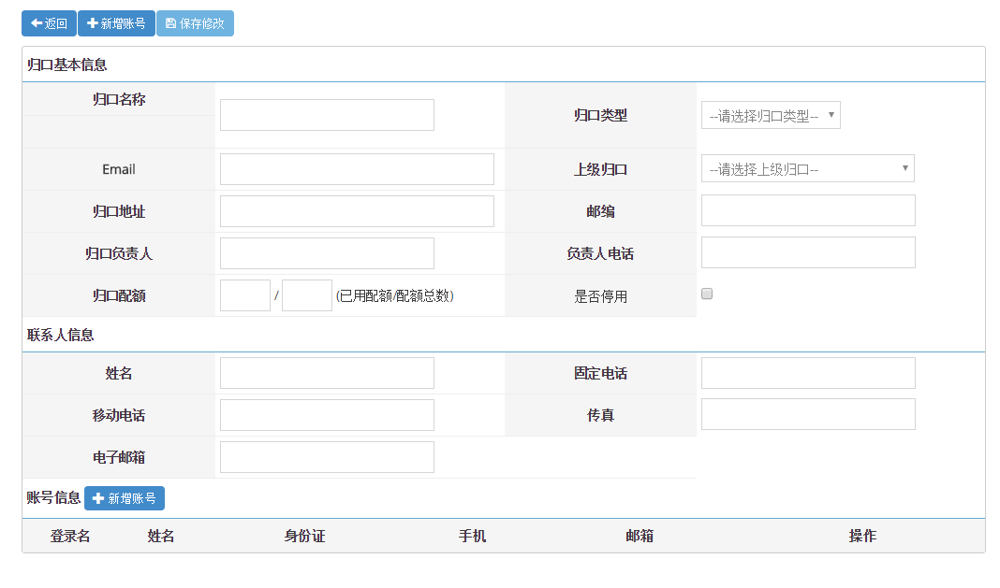 返回 新增账号 保存修改
归口基本信息
归口名称 归口类型 --请选择归口类型--
Email 上级归口 --请选择上级归口--
归口地址 邮编
归口负责人 负责人电话
归口配额 / (已用配额/配额总数) 是否停用
联系人信息
姓名 固定电话
移动电话 传真
电子邮箱
账号信息 新增账号
登录名 姓名 身份证 手机 邮箱 操作